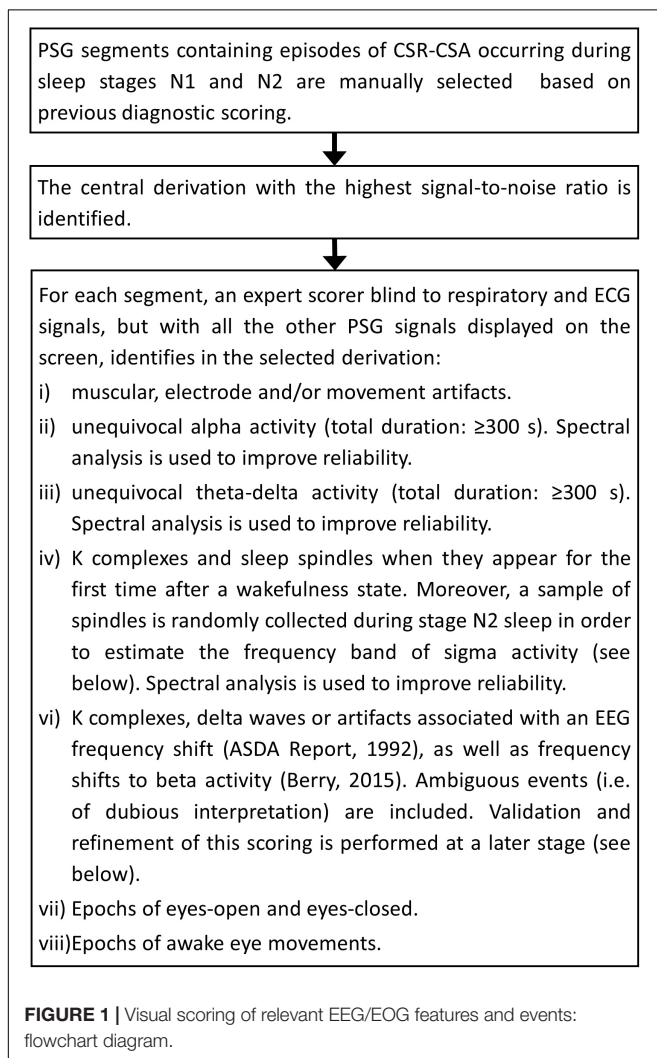 PSG segments containing episodes of CSR-CSA occurring during
sleep stages N1 and N2 are manually selected based on
previous diagnostic scoring.
The central derivation with the highest signal-to-noise ratio is
identified.
For each segment, an expert scorer blind to respiratory and ECG
signals, but with all the other PSG signals displayed on the
screen, identifies in the selected derivation:
i) muscular, electrode and/or movement artifacts.
ii) unequivocal alpha activity (total duration: ≥300 s). Spectral
analysis is used to improve reliability.
iii) unequivocal theta-delta activity (total duration: ≥300 s).
Spectral analysis is used to improve reliability.
iv) K complexes and sleep spindles when they appear for the
first time after a wakefulness state. Moreover, a sample of
spindles is randomly collected during stage N2 sleep in order
to estimate the frequency band of sigma activity (see
below). Spectral analysis is used to improve reliability.
vi) K complexes, delta waves or artifacts associated with an EEG
frequency shift (ASDA Report, 1992), as well as frequency
shifts to beta activity (Berry, 2015). Ambiguous events (i.e.
of dubious interpretation) are included. Validation and
refinement of this scoring is performed at a later stage (see
below).
vii) Epochs of eyes-open and eyes-closed.
viii)Epochs of awake eye movements.
FIGURE 1 | Visual scoring of relevant EEG/EOG features and events:
flowchart diagram.